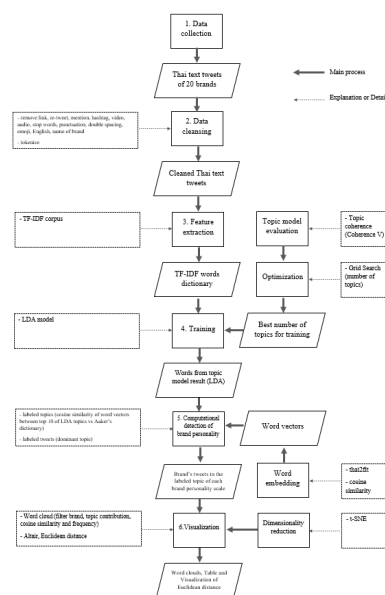 1. Data
collection
Thai text tweets
of 20 brands
Main process
Explanation or Detail
- remove link, re-tweet, mention, hashtag, video,
audio, stop words, punctuation, double spacing,
emoji, English, name of brand
- tokenize
2. Data
cleansing
Cleaned Thai text
tweets
- TF-IDF corpus
3. Feature
extraction
Topic model
evaluation
- Topic
coherence
(Coherence V)
TF-IDF words
dictionary
Optimization
- Grid Search
(number of
topics)
- LDA model
4. Training
Best number of
topics for training
Words from topic
model result (LDA)
- labeled topics (cosine similarity of word vectors
between top 10 of LDA topics vs Aaker's
dictionary)
- labeled tweets (dominant topic)
5. Computational
detection of
brand personality
Word vectors
Brand's tweets in the
labeled topic of each
brand personality scale
Word
embedding
- thai2fit
- cosine
similarity
- Word cloud (filter brand, topic contribution,
cosine similarity and frequency)
- Altair, Euclidean distance
6.Visualization
Dimensionality
reduction
- t-SNE
Word clouds, Table and
Visualization of
Euclidean distance